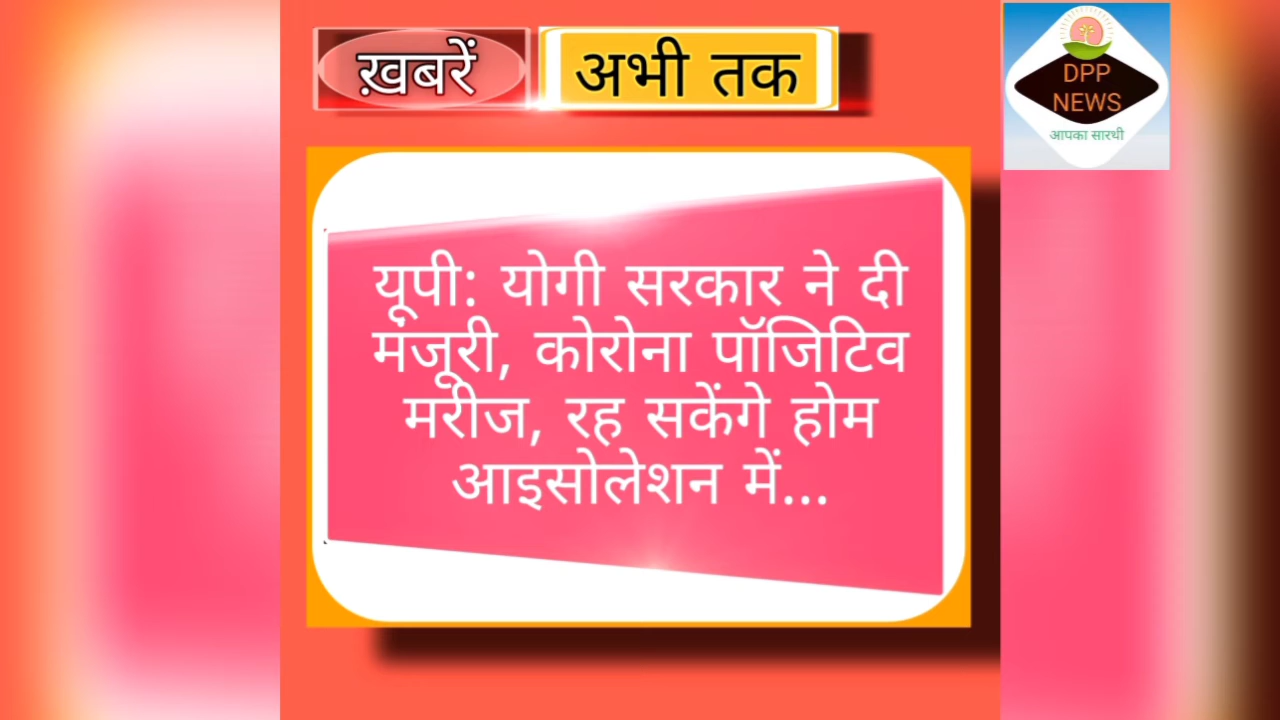 ख़बरें
अभी तक
DPP
NEWS
आपका सारथी
यूपी: योगी सरकार ने दी
मंजूरी, कोरोना पॉजिटिव
मरीज, रह सकेंगे होम
आइसोलेशन में...